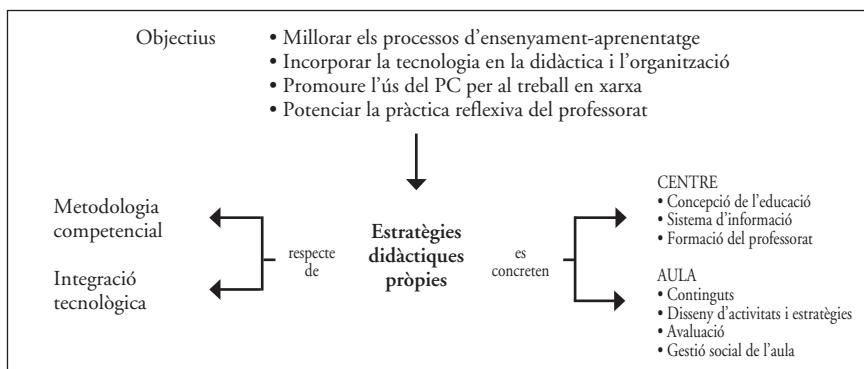 Objectius
• Millorar els processos d'ensenyament-aprenentatge
• Incorporar la tecnologia en la didàctica i l'organització
• Promoure l'ús del PC per al treball en xarxa
• Potenciar la pràctica reflexiva del professorat
Metodologia
competencial
Integració
tecnològica
respecte
de
Estratègies
didàctiques
pròpies
es
concreten
CENTRE
• Concepció de l'educació
• Sistema d'informació
• Formació del professorat
AULA
• Continguts
• Disseny d'activitats i estratègies
• Avaluació
• Gestió social de l'aula